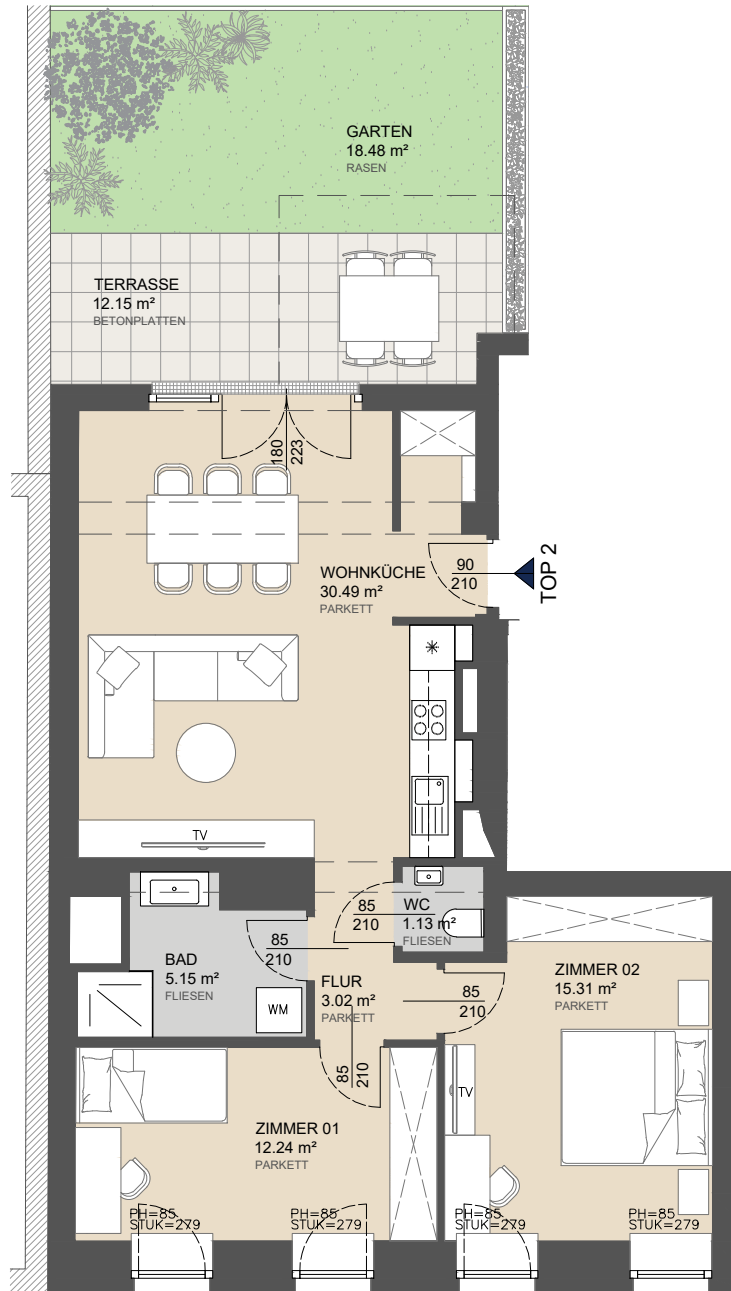 GARTEN
18.48 m²
RASEN
TERRASSE
12.15 m²
BETONPLATTEN
180
223
WOHNKÜCHE
30.49 m²
PARKETT
90
210
TOP 2
TV
85
210
WC
1.13 m²
FLIESEN
85
210
BAD
5.15 m²
FLIESEN
WM
FLUR
3.02 m²
PARKETT
85
210
ZIMMER 02
15.31 m²
PARKETT
85
210
TV
ZIMMER 01
12.24 m²
PARKETT
PH=85
STUK=279
PH=85
STUK=279
PH=85
STUK=279
PH=85
STUK=279